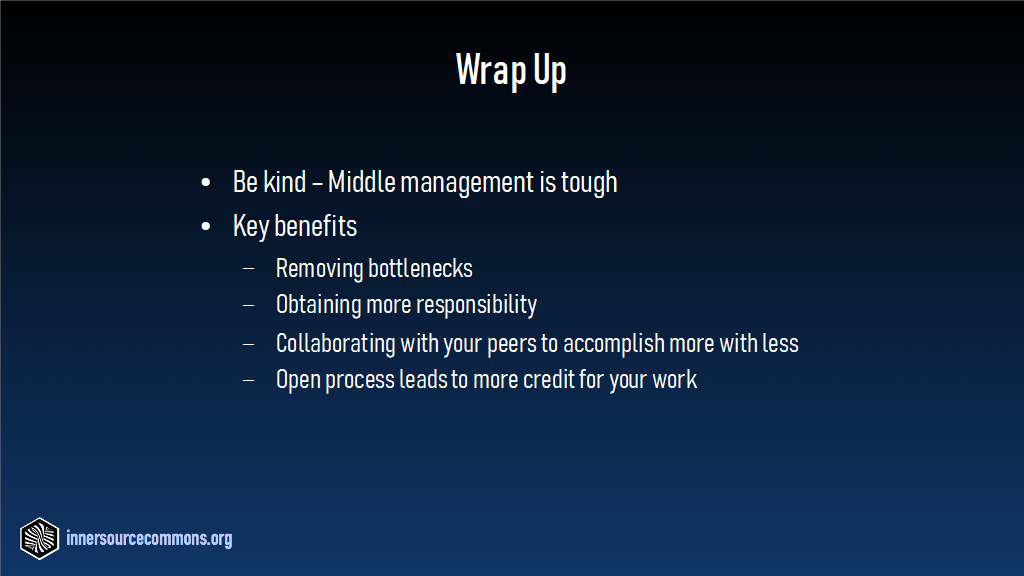 Wrap Up
• Be kind – Middle management is tough
• Key benefits
– Removing bottlenecks
– Obtaining more responsibility
– Collaborating with your peers to accomplish more with less
– Open process leads to more credit for your work
innersourcecommons.org